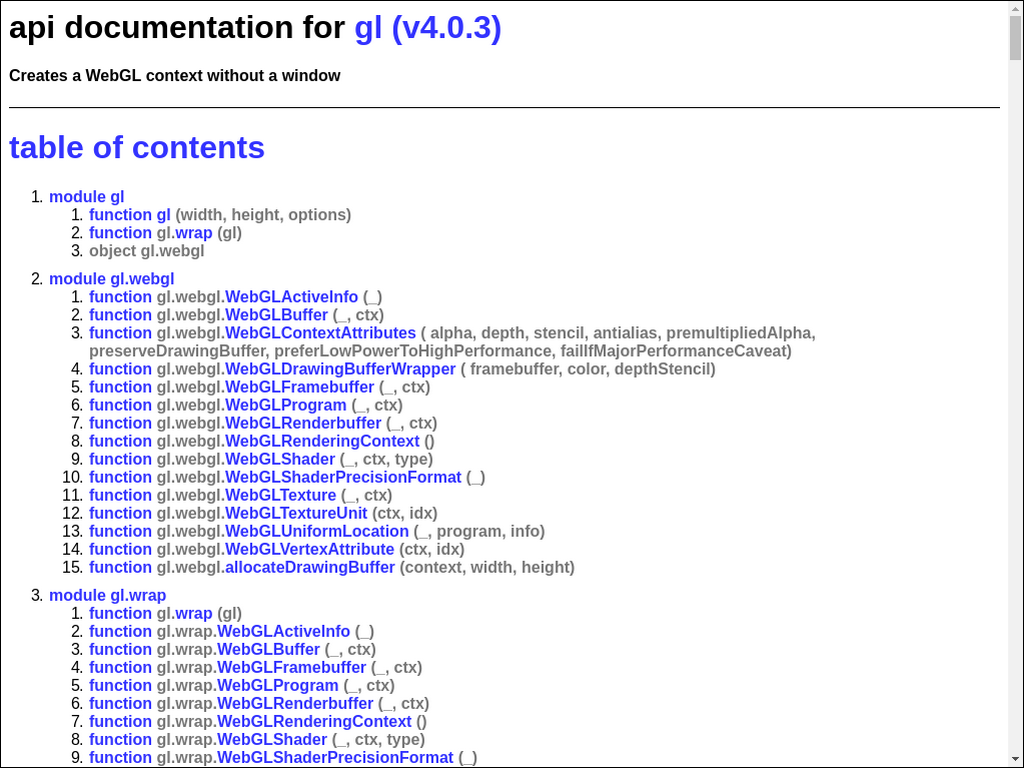 api documentation for gl (v4.0.3)
Creates a WebGL context without a window
table of contents
1. module gl
1. function gl (width, height, options)
2. function gl.wrap (gl)
3. object gl.webgl
2. module gl.webgl
1. function gl.webgl.WebGLActiveInfo (_)
2. function gl.webgl.WebGLBuffer (_, ctx)
3. function gl.webgl.WebGLContextAttributes ( alpha, depth, stencil, antialias, premultipliedAlpha,
preserveDrawingBuffer, preferLowPowerToHighPerformance, failIfMajorPerformanceCaveat)
4. function gl.webgl.WebGLDrawingBufferWrapper ( framebuffer, color, depthStencil)
5. function gl.webgl.WebGLFramebuffer (_, ctx)
6. function gl.webgl.WebGLProgram (_, ctx)
7. function gl.webgl.WebGLRenderbuffer (_, ctx)
8. function gl.webgl.WebGLRenderingContext ()
9. function gl.webgl.WebGLShader (_, ctx, type)
10. function gl.webgl.WebGLShaderPrecisionFormat (_)
11. function gl.webgl.WebGLTexture (_, ctx)
12. function gl.webgl.WebGLTextureUnit (ctx, idx)
13. function gl.webgl.WebGLUniformLocation (_, program, info)
14. function gl.webgl.WebGLVertexAttribute (ctx, idx)
15. function gl.webgl.allocateDrawingBuffer (context, width, height)
3. module gl.wrap
1. function gl.wrap (gl)
2. function gl.wrap.WebGLActiveInfo (_)
3. function gl.wrap.WebGLBuffer (_, ctx)
4. function gl.wrap.WebGLFramebuffer (_, ctx)
5. function gl.wrap.WebGLProgram (_, ctx)
6. function gl.wrap.WebGLRenderbuffer (_, ctx)
7. function gl.wrap.WebGLRenderingContext ()
8. function gl.wrap.WebGLShader (_, ctx, type)
9. function gl.wrap.WebGLShaderPrecisionFormat (_)